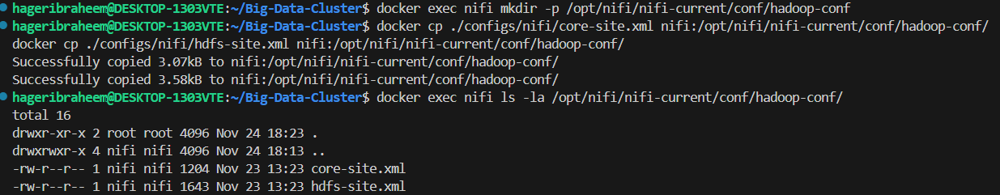 hageribraheem@DESKTOP-1303VTE:~/Big-Data-Cluster$ docker exec nifi mkdir -p /opt/nifi/nifi-current/conf/hadoop-conf
hageribraheem@DESKTOP-1303VTE:~/Big-Data-Cluster$ docker cp ./configs/nifi/core-site.xml nifi:/opt/nifi/nifi-current/conf/hadoop-conf/
docker cp ./configs/nifi/hdfs-site.xml nifi:/opt/nifi/nifi-current/conf/hadoop-conf/
Successfully copied 3.07kB to nifi:/opt/nifi/nifi-current/conf/hadoop-conf/
Successfully copied 3.58kB to nifi:/opt/nifi/nifi-current/conf/hadoop-conf/
hageribraheem@DESKTOP-1303VTE:~/Big-Data-Cluster$ docker exec nifi ls -la /opt/nifi/nifi-current/conf/hadoop-conf/
total 16
drwxr-xr-x 2 root root 4096 Nov 24 18:23 .
drwxrwxr-x 4 nifi nifi 4096 Nov 24 18:13 ..
-rw-r--r-- 1 nifi nifi 1204 Nov 23 13:23 core-site.xml
-rw-r--r-- 1 nifi nifi 1643 Nov 23 13:23 hdfs-site.xml